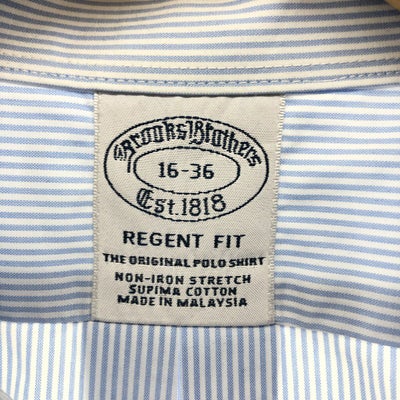 Brooks Brothers
16-36
Est. 1818
REGENT FIT
THE ORIGINAL POLO SHIRT
NON-IRON STRETCH
SUPIMA COTTON
MADE IN MALAYSIA